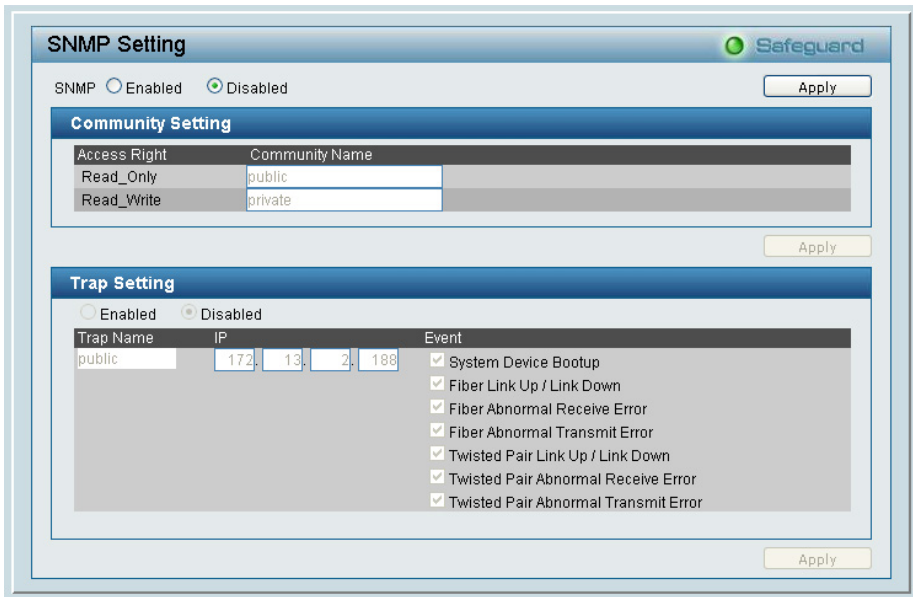 SNMP Setting
Safeguard
SNMP Enabled Disabled
Apply
Community Setting
Access Right Community Name
Read_Only public
Read_Write private
Apply
Trap Setting
Enabled Disabled
Trap Name IP Event
public 172. 13. 2. 188 System Device Bootup
Fiber Link Up / Link Down
Fiber Abnormal Receive Error
Fiber Abnormal Transmit Error
Twisted Pair Link Up / Link Down
Twisted Pair Abnormal Receive Error
Twisted Pair Abnormal Transmit Error
Apply